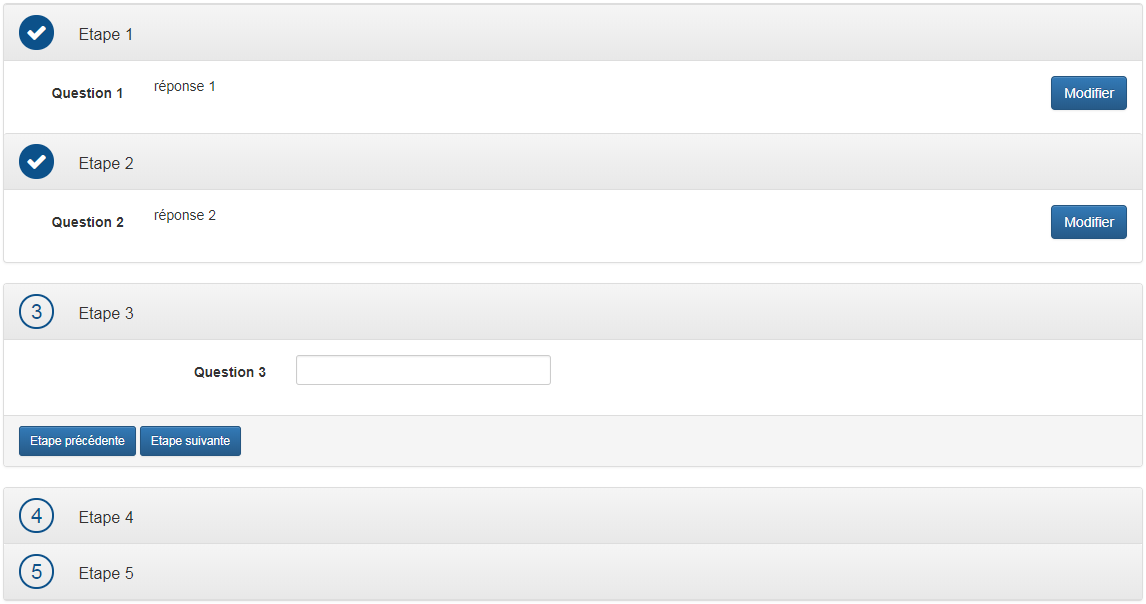 Etape 1
Question 1 réponse 1 Modifier
Etape 2
Question 2 réponse 2 Modifier
3 Etape 3
Question 3
Etape précédente Etape suivante
4 Etape 4
5 Etape 5